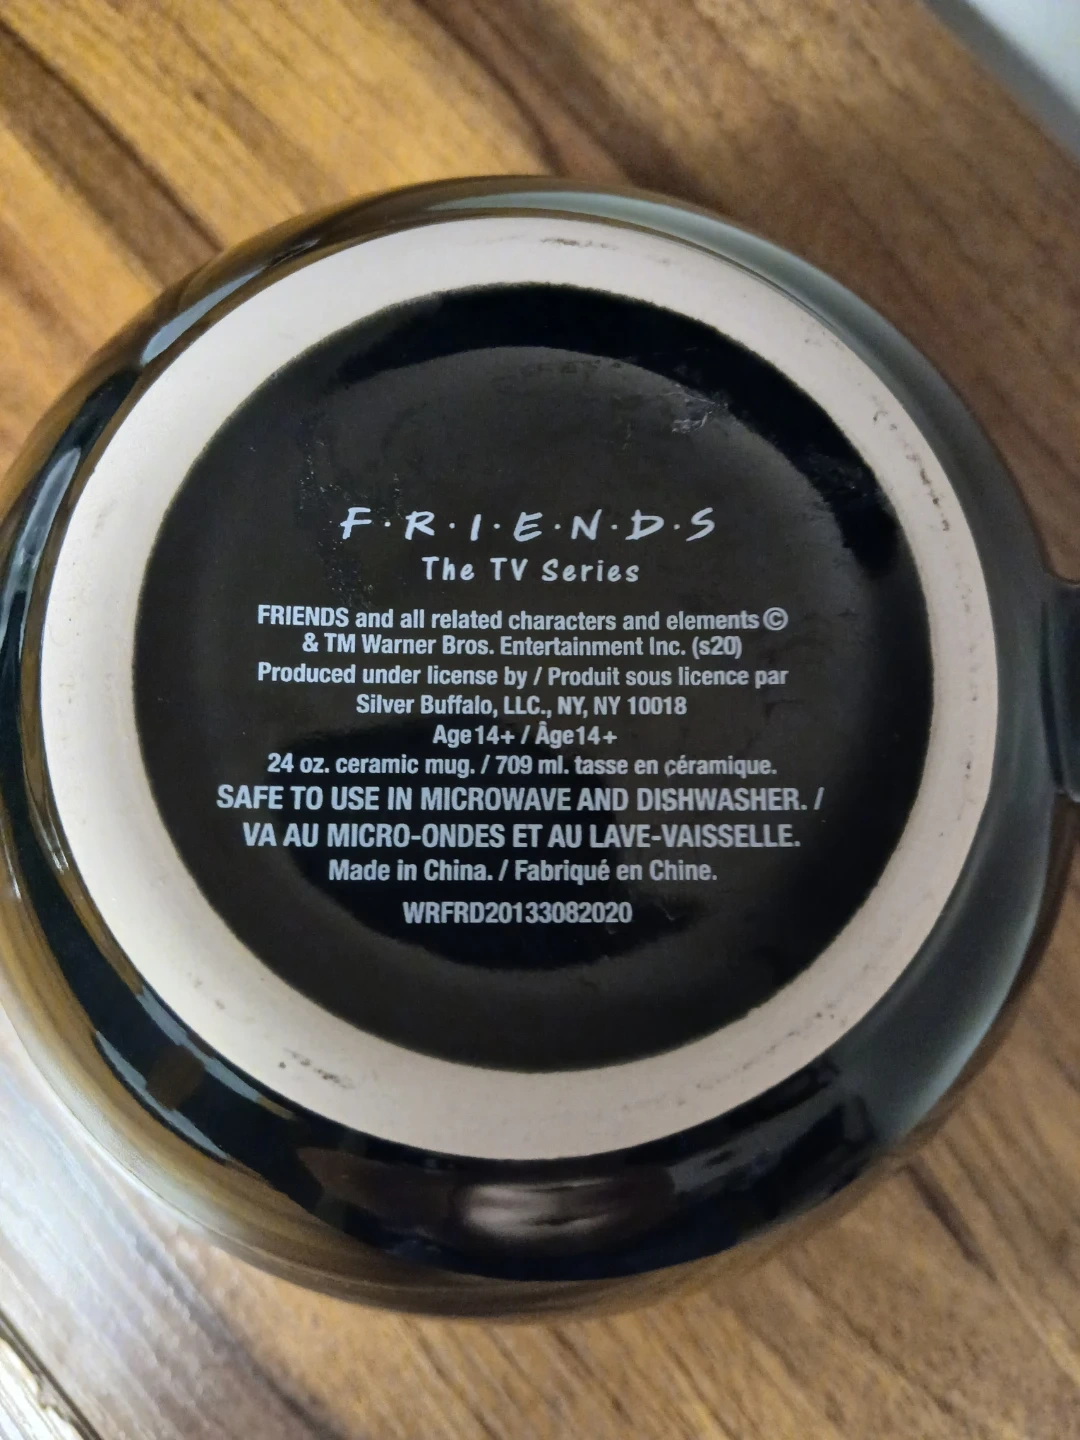 F·R·I·E·N·D·S
The TV Series
FRIENDS and all related characters and elements ©
& TM Warner Bros. Entertainment Inc. (s20)
Produced under license by / Produit sous licence par
Silver Buffalo, LLC., NY, NY 10018
Age 14+ / Âge 14+
24 oz. ceramic mug. / 709 ml. tasse en céramique.
SAFE TO USE IN MICROWAVE AND DISHWASHER. /
VA AU MICRO-ONDES ET AU LAVE-VAISSELLE.
Made in China. / Fabriqué en Chine.
WRFRD20133082020